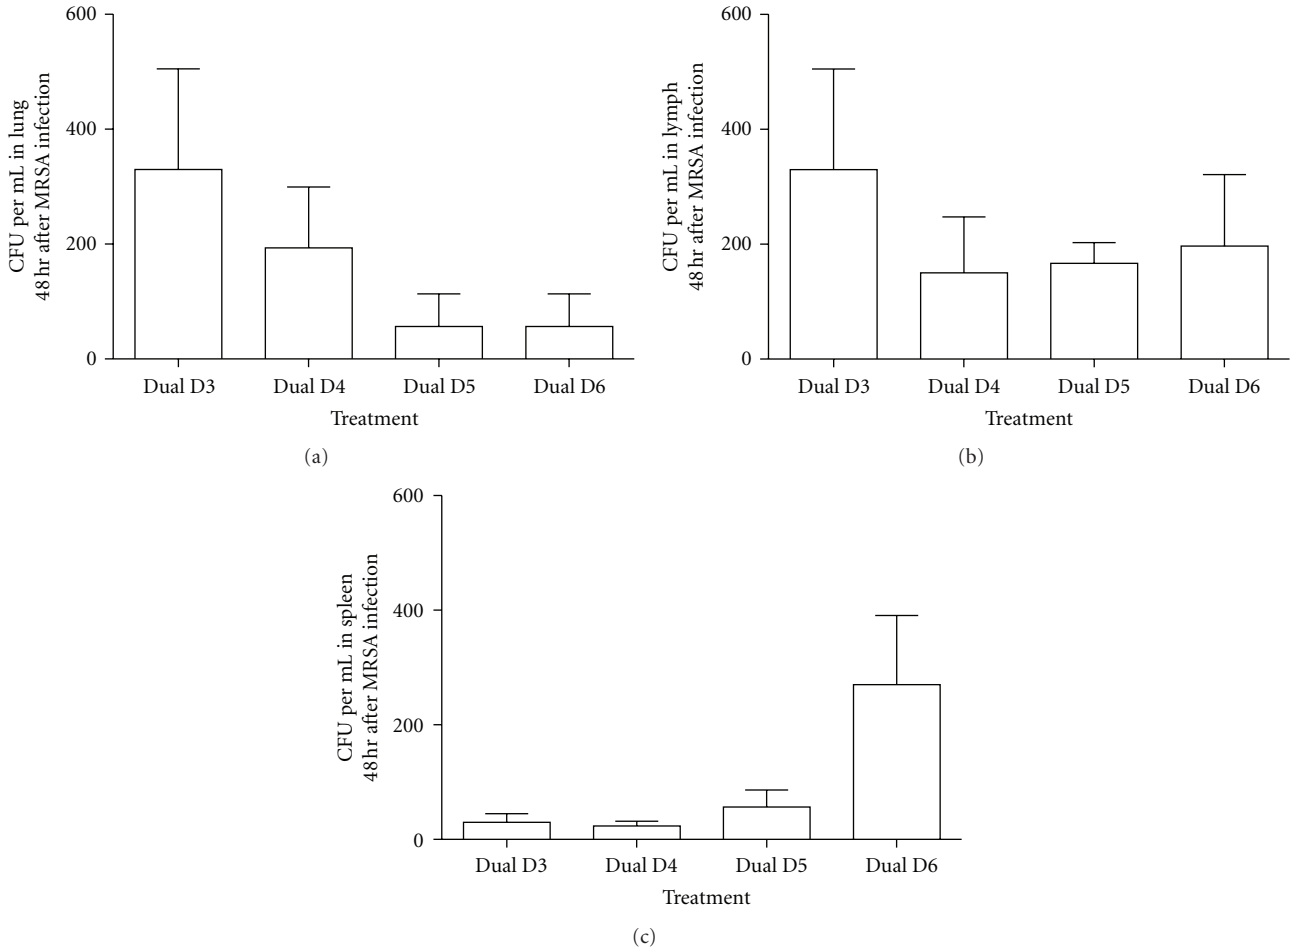 600
400
200
0
CFU per mL in lung
48 hr after MRSA infection
Dual D3 Dual D4 Dual D5 Dual D6
Treatment
(a)
600
400
200
0
CFU per mL in lymph
48 hr after MRSA infection
Dual D3 Dual D4 Dual D5 Dual D6
Treatment
(b)
600
400
200
0
CFU per mL in spleen
48 hr after MRSA infection
Dual D3 Dual D4 Dual D5 Dual D6
Treatment
(c)